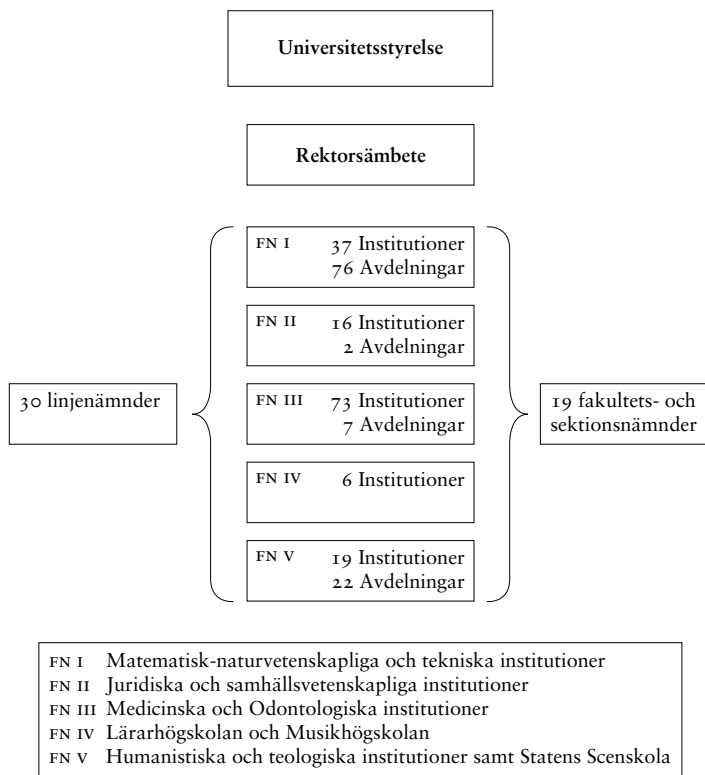 Universitetsstyrelse
Rektorsämbete
FN I 37 Institutioner
76 Avdelningar
FN II 16 Institutioner
2 Avdelningar
30 linjenämnder
FN III 73 Institutioner
7 Avdelningar
19 fakultets- och
sektionsnämnder
FN IV 6 Institutioner
FN V 19 Institutioner
22 Avdelningar
FN I Matematisk-naturvetenskapliga och tekniska institutioner
FN II Juridiska och samhällsvetenskapliga institutioner
FN III Medicinska och Odontologiska institutioner
FN IV Lärarhögskolan och Musikhögskolan
FN V Humanistiska och teologiska institutioner samt Statens Scenskola